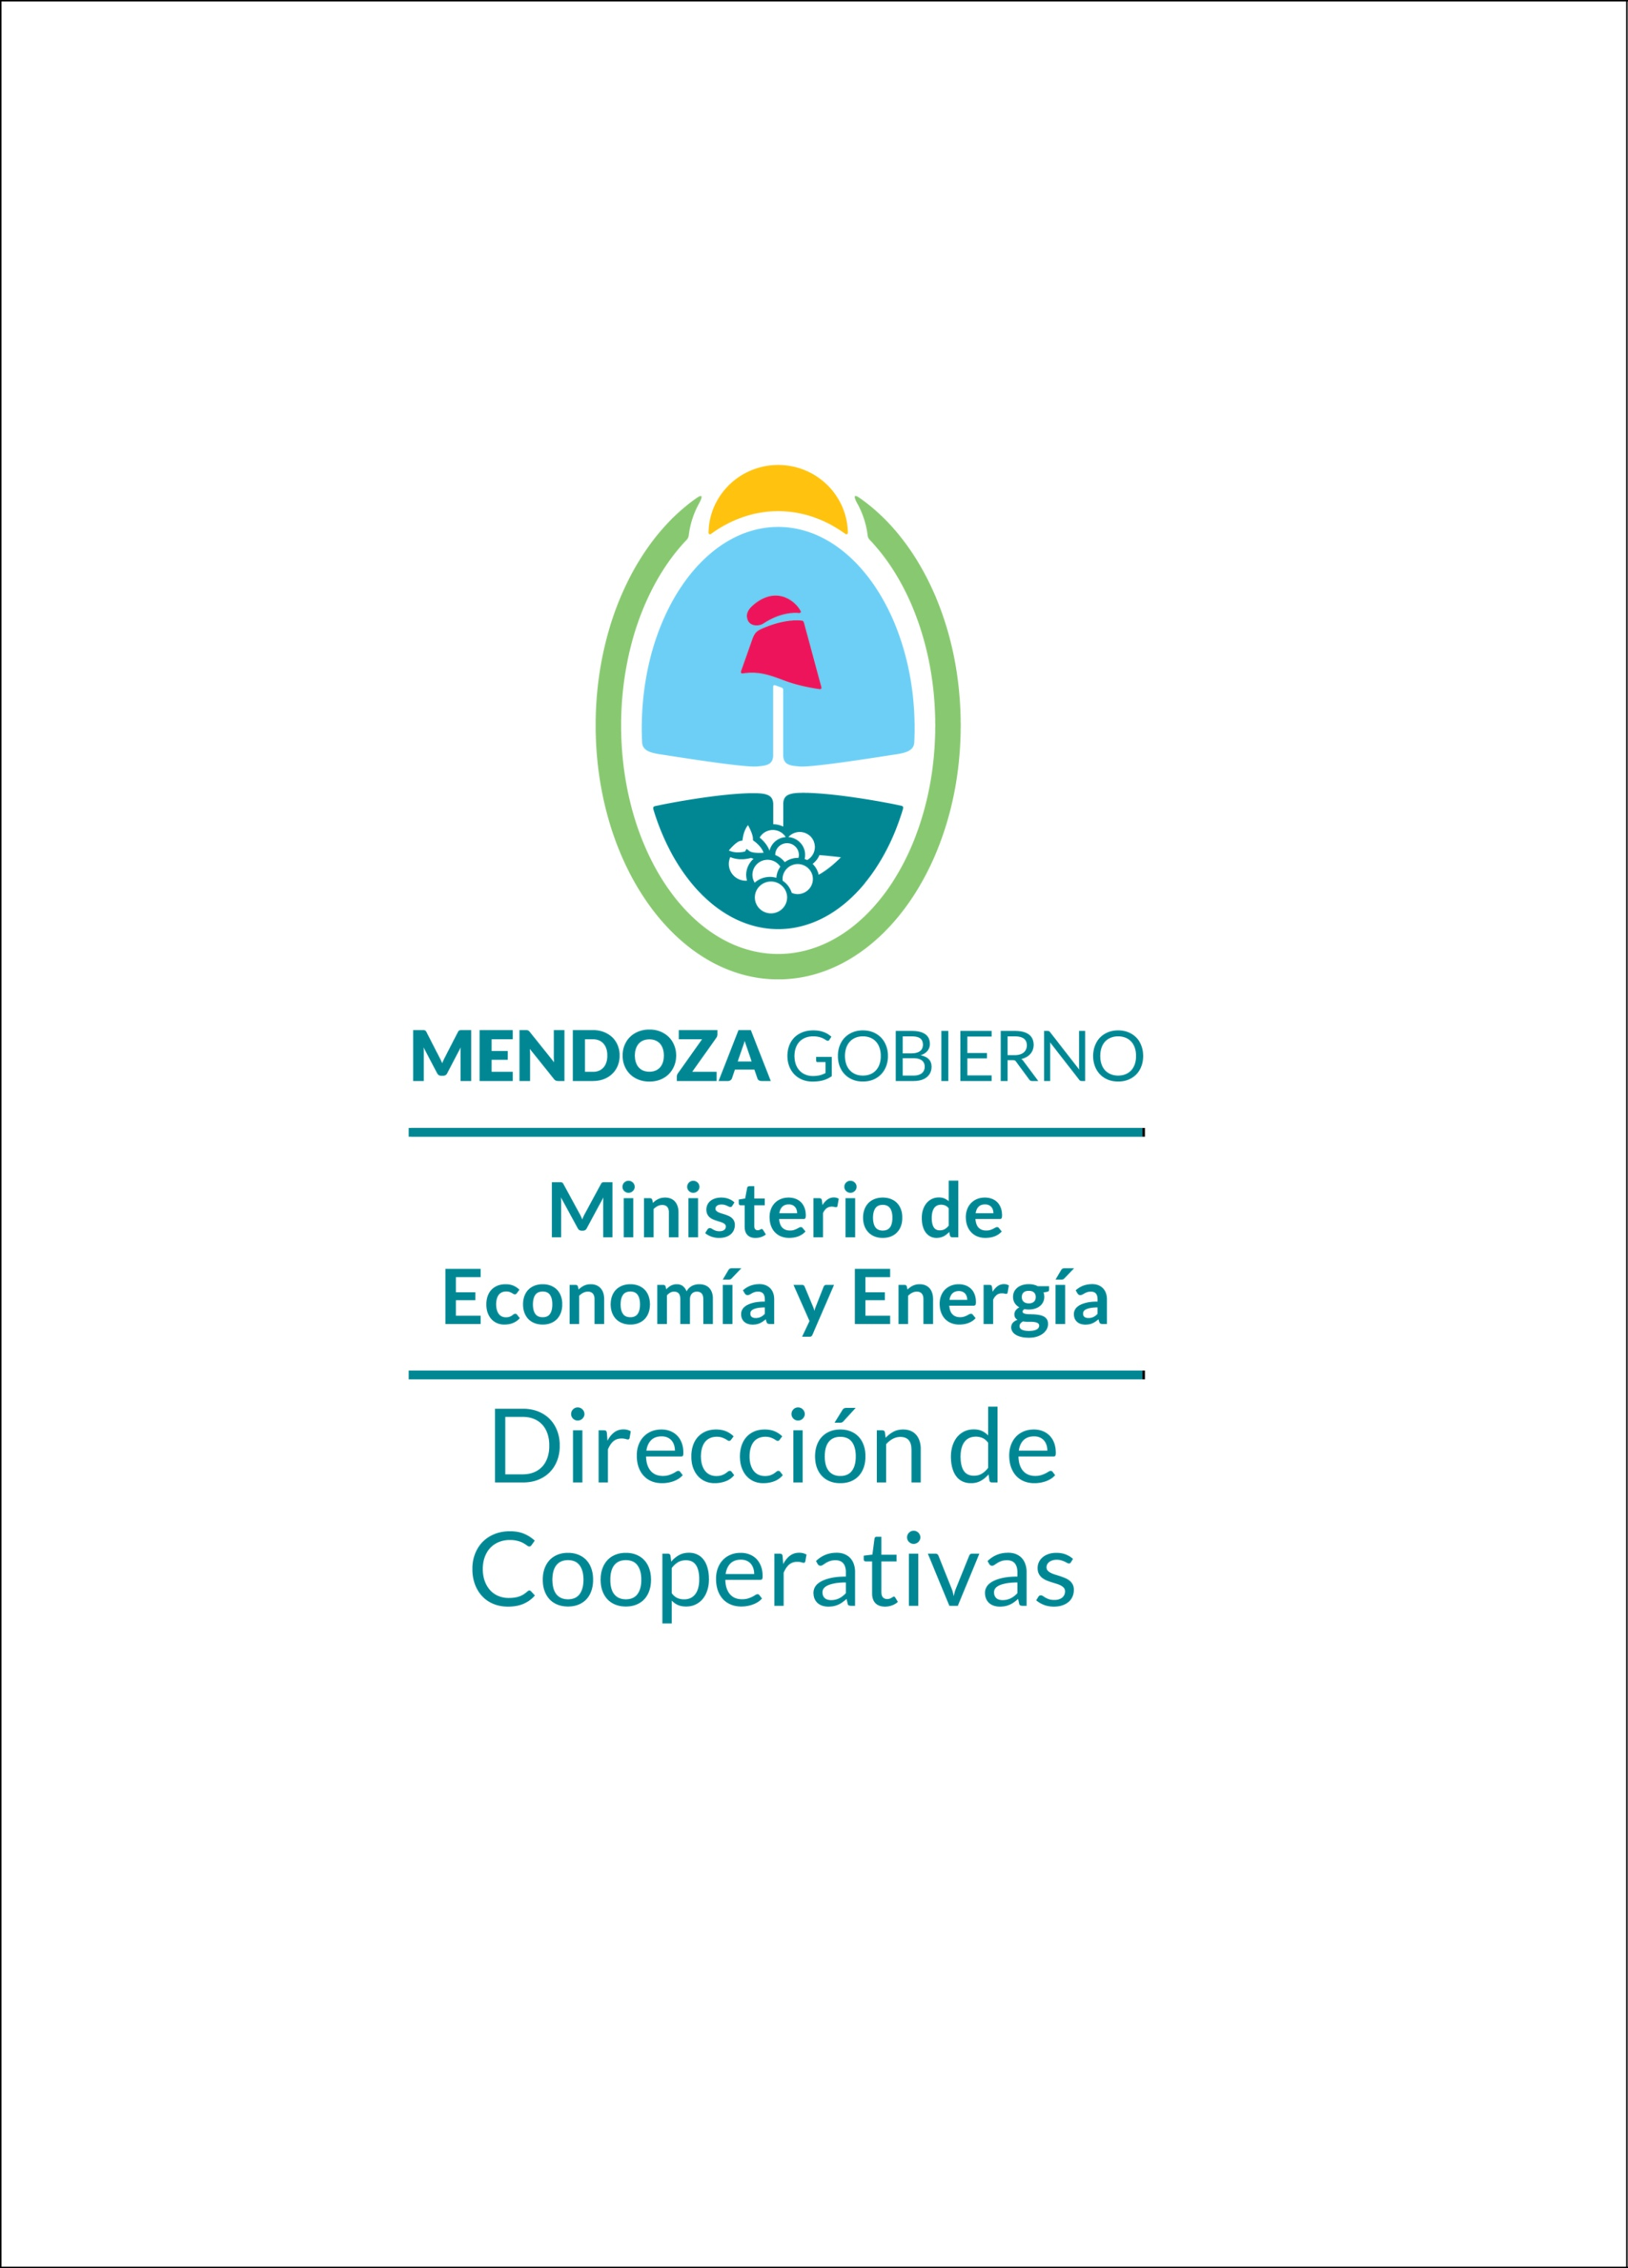 MENDOZA GOBIERNO
Ministerio de
Economía y Energía
Dirección de
Cooperativas